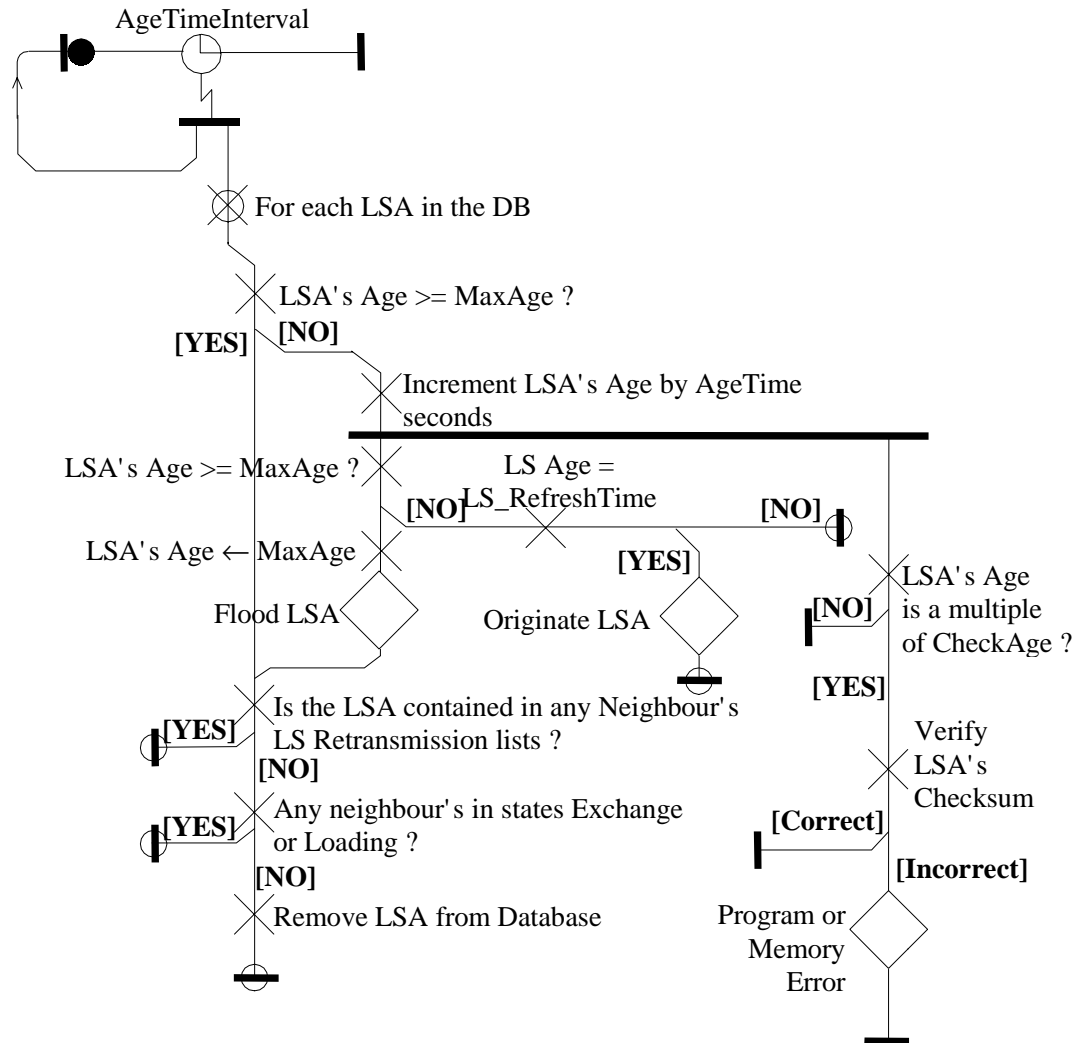 AgeTimeInterval
For each LSA in the DB
LSA's Age >= MaxAge ?
[YES]
[NO]
Increment LSA's Age by AgeTime
seconds
LSA's Age >= MaxAge ?
LS Age =
LS_RefreshTime
[NO]
[NO]
LSA's Age ← MaxAge
[YES]
LSA's Age
is a multiple
of CheckAge ?
[NO]
Flood LSA
Originate LSA
[YES]
Is the LSA contained in any Neighbour's
LS Retransmission lists ?
[YES]
[NO]
Verify
LSA's
Checksum
Any neighbour's in states Exchange
or Loading ?
[YES]
[Correct]
[NO]
[Incorrect]
Remove LSA from Database
Program or
Memory
Error